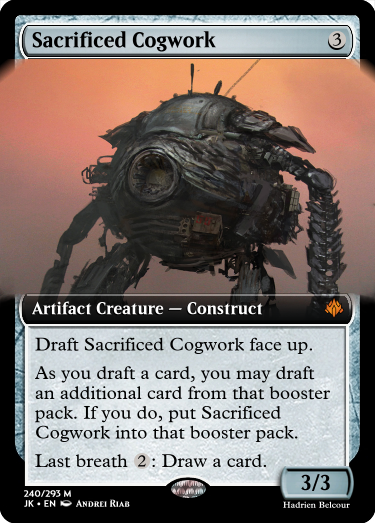 Sacrificed Cogwork 3
Artifact Creature — Construct
Draft Sacrificed Cogwork face up.
As you draft a card, you may draft
an additional card from that booster
pack. If you do, put Sacrificed
Cogwork into that booster pack.
Last breath 2 : Draw a card.
3/3
240/293 M
JK • EN Andrei Riab
Hadrien Belcour